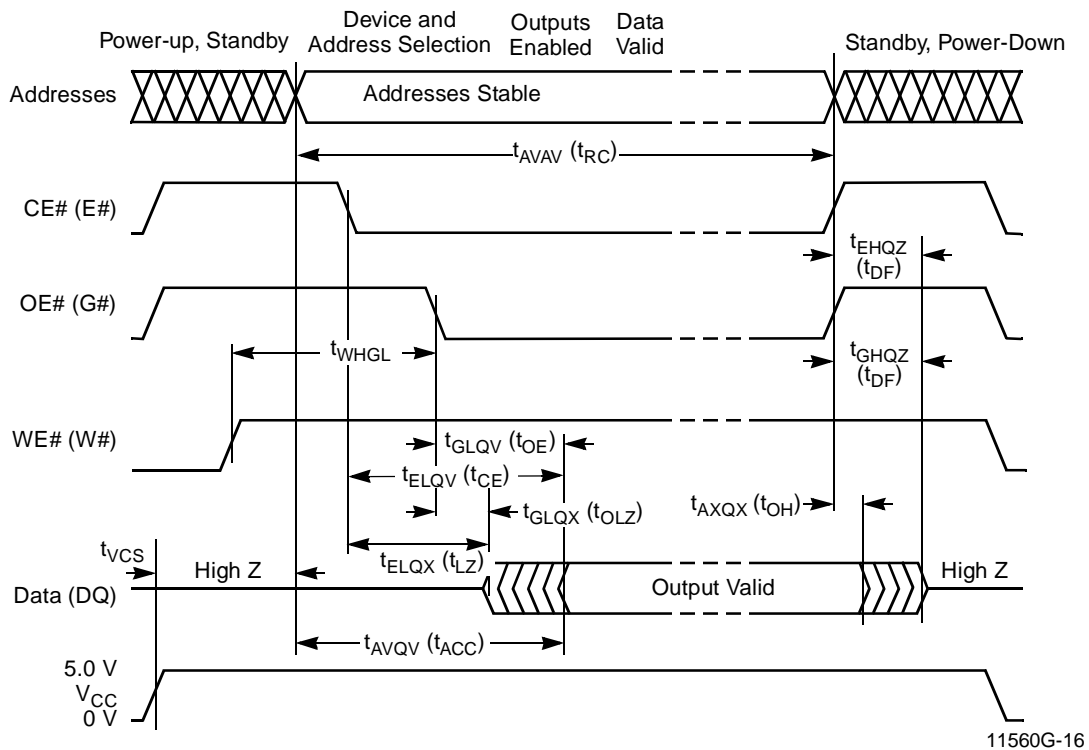 Power-up, Standby
Device and
Address Selection
Outputs
Enabled
Data
Valid
Standby, Power-Down
Addresses
Addresses Stable
tAVAV (tRC)
CE# (E#)
tEHQZ
(tDF)
OE# (G#)
tWHGL
tGHQZ
(tDF)
WE# (W#)
tGLQV (tOE)
tELQV (tCE)
tGLQX (tOLZ)
tAXQX (tOH)
tVCS
tELQX (tLZ)
High Z
Output Valid
High Z
Data (DQ)
tAVQV (tACC)
5.0 V
VCC
0 V
11560G-16